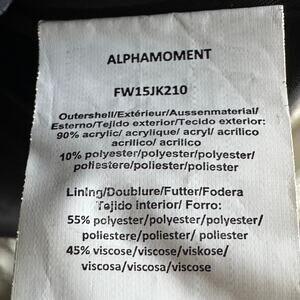 ALPHAMOMENT
FW15JK210
Outershell/Extérieur/Aussenmaterial/
Esterno/Tejido exterior/Tecido exterior:
90% acrylic/ acrylique/ acryl/ acrilico
acrilico/ acrílico
10% polyester/polyester/polyester/
poliestere/poliester/poliester
Lining/Doublure/Futter/Fodera
Tejido interior/ Forro:
55% polyester/polyester/polyester/
poliestere/poliester/ poliester
45% viscose/viscose/viskose/
viscosa/viscosa/viscose